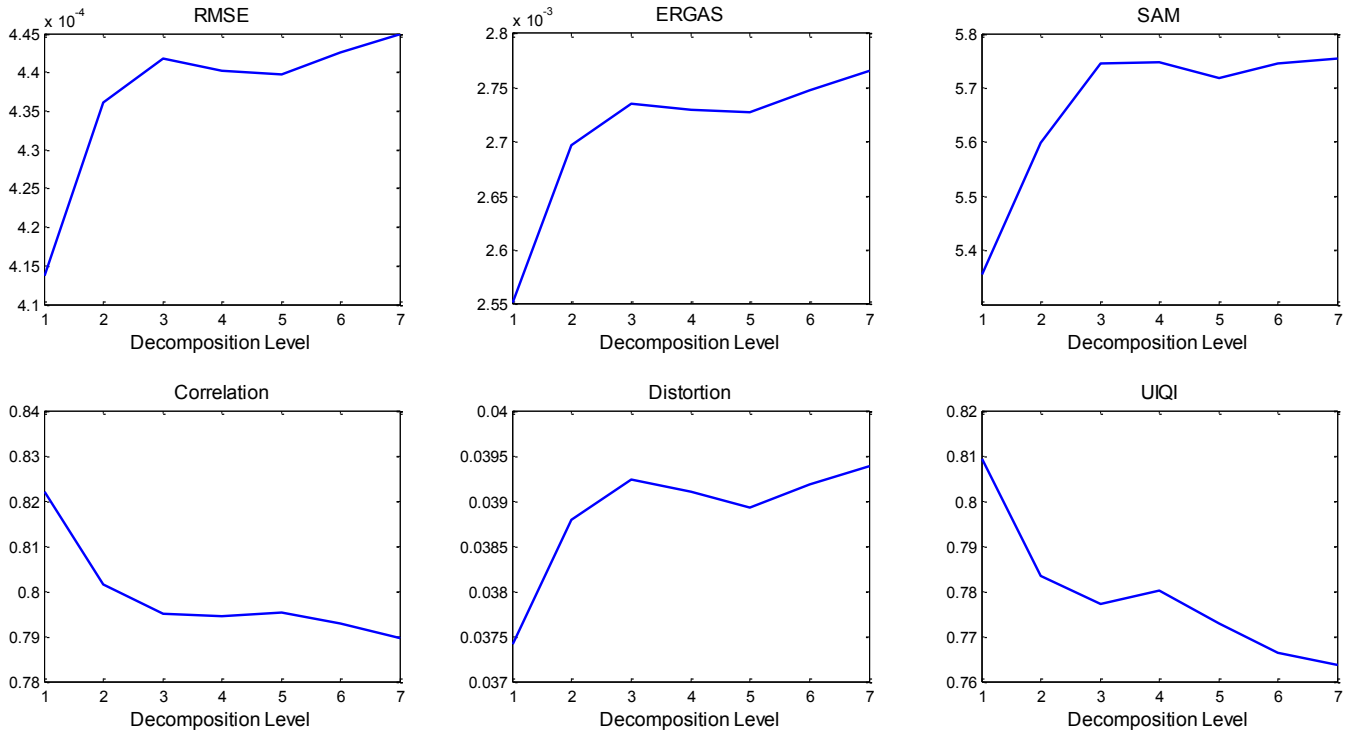 RMSE
x 10^-4
4.45
4.4
4.35
4.3
4.25
4.2
4.15
4.1
1 2 3 4 5 6 7
Decomposition Level
ERGAS
x 10^-3
2.8
2.75
2.7
2.65
2.6
2.55
1 2 3 4 5 6 7
Decomposition Level
SAM
5.8
5.7
5.6
5.5
5.4
1 2 3 4 5 6 7
Decomposition Level
Correlation
0.84
0.83
0.82
0.81
0.8
0.79
0.78
1 2 3 4 5 6 7
Decomposition Level
Distortion
0.04
0.0395
0.039
0.0385
0.038
0.0375
0.037
1 2 3 4 5 6 7
Decomposition Level
UIQI
0.82
0.81
0.8
0.79
0.78
0.77
0.76
1 2 3 4 5 6 7
Decomposition Level